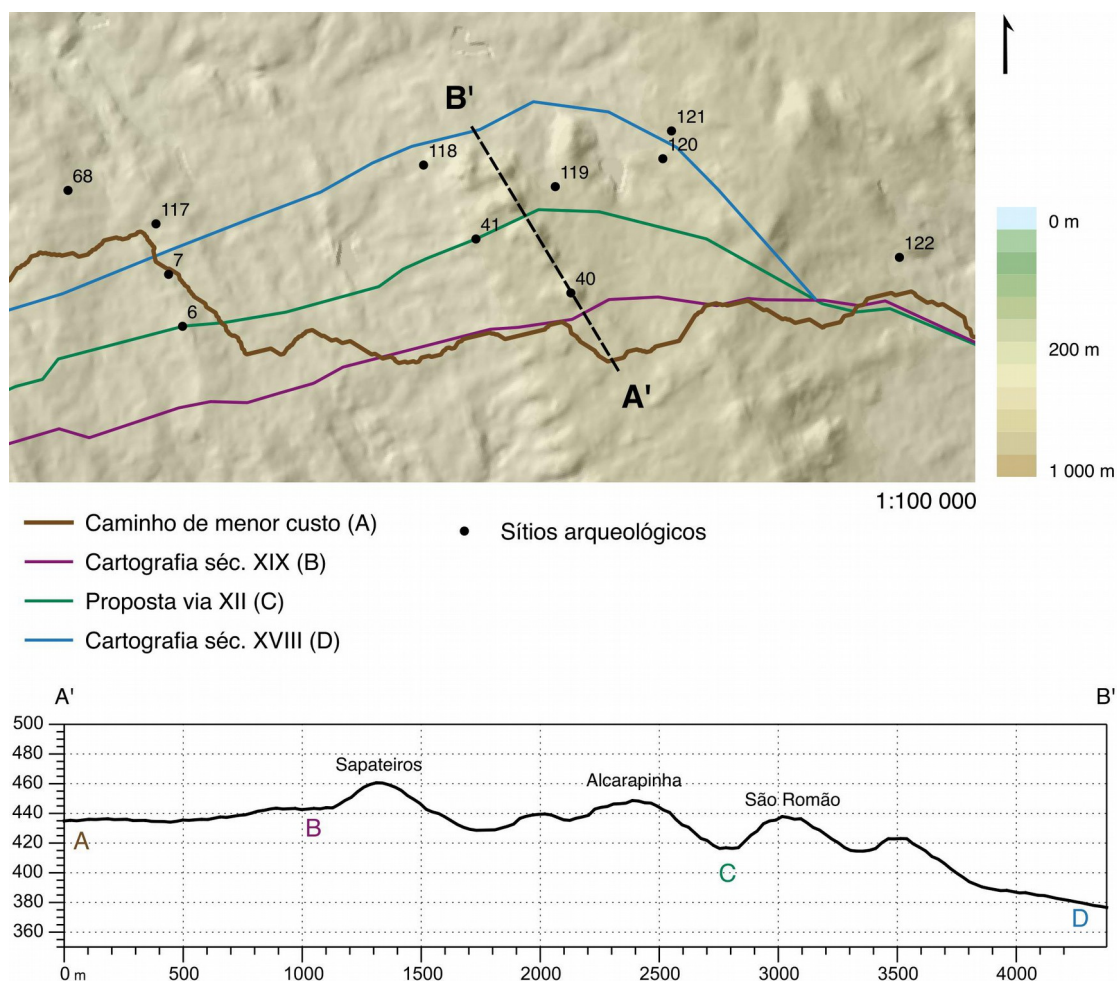 B'
121
120
118
119
68
117
41
7
40
122
6
A'
0 m
200 m
1 000 m
1:100 000
Caminho de menor custo (A)
Sítios arqueológicos
Cartografia séc. XIX (B)
Proposta via XII (C)
Cartografia séc. XVIII (D)
A' B'
500
480
460
440
420
400
380
360
Sapateiros
Alcarapinha
São Romão
A
B
C
D
0 m 500 1000 1500 2000 2500 3000 3500 4000